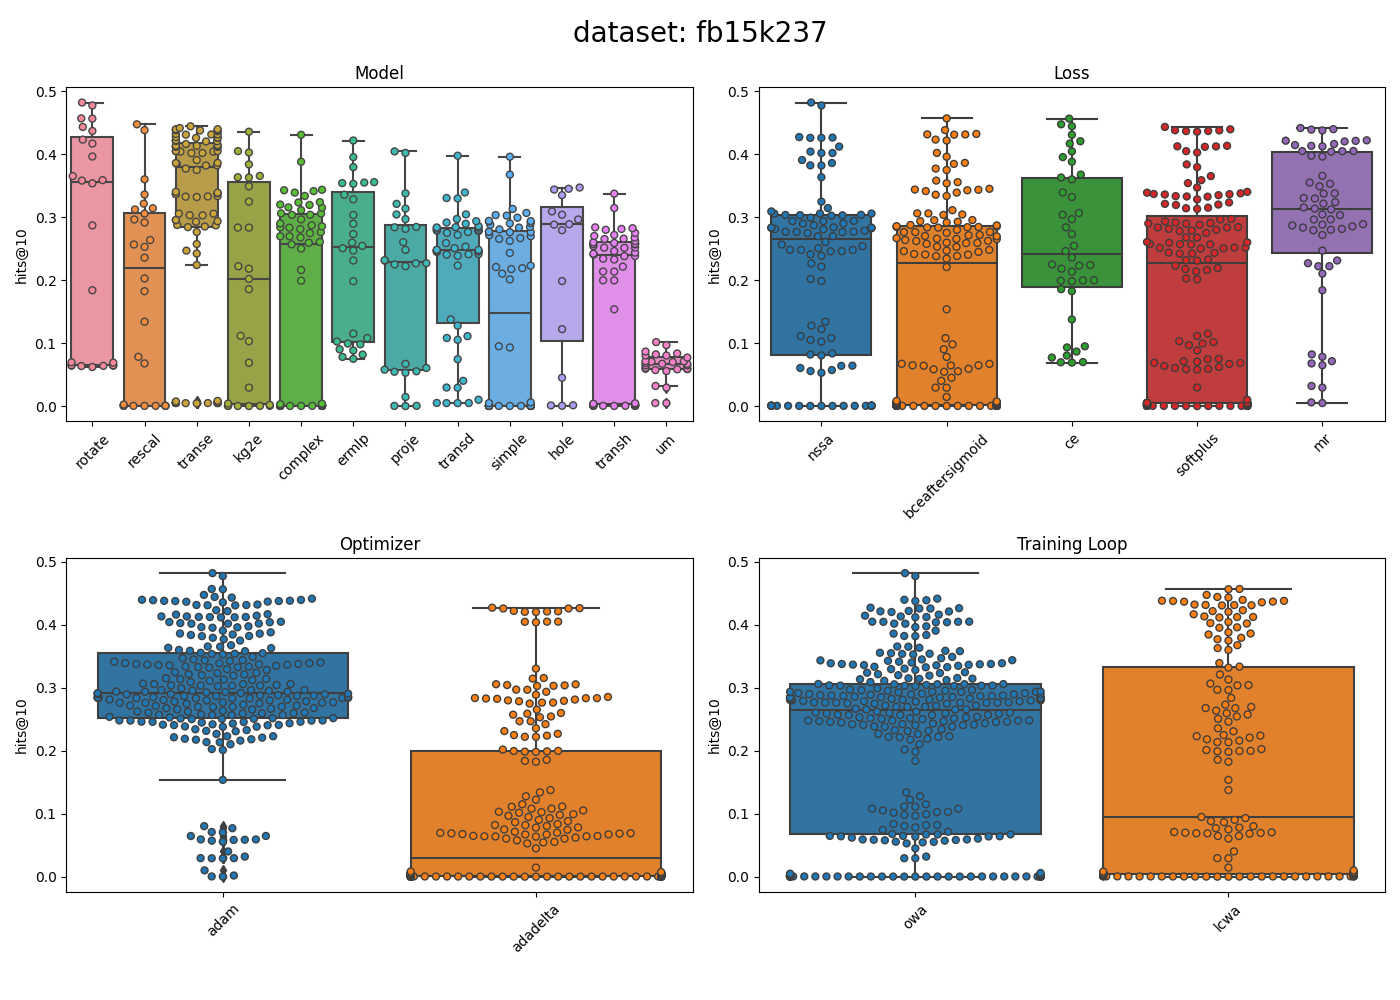 dataset: fb15k237
Model
hits@10
0.5
0.4
0.3
0.2
0.1
0.0
rotate
rescal
transe
kg2e
complex
ermlp
proje
transd
simple
hole
transh
um
Loss
hits@10
0.5
0.4
0.3
0.2
0.1
0.0
nssa
bceaftersigmoid
ce
softplus
mr
Optimizer
hits@10
0.5
0.4
0.3
0.2
0.1
0.0
adam
adadelta
Training Loop
hits@10
0.5
0.4
0.3
0.2
0.1
0.0
owa
lcwa